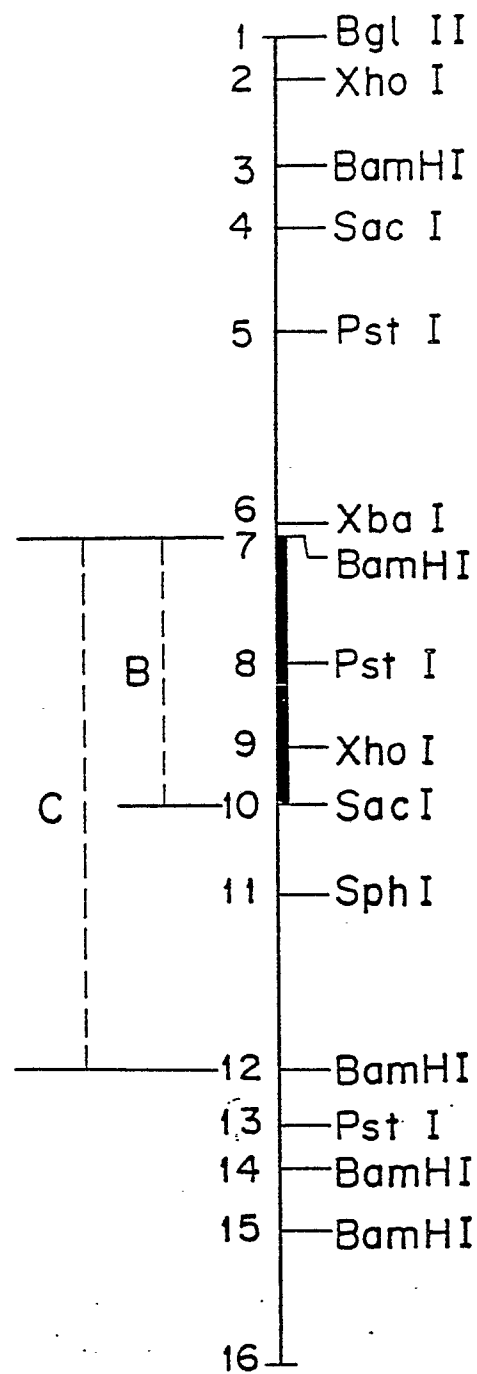 1 Bgl II
2 Xho I
3 BamHI
4 Sac I
5 Pst I
6 Xba I
7 BamHI
B 8 Pst I
9 Xho I
C 10 Sac I
11 Sph I
12 BamHI
13 Pst I
14 BamHI
15 BamHI
16